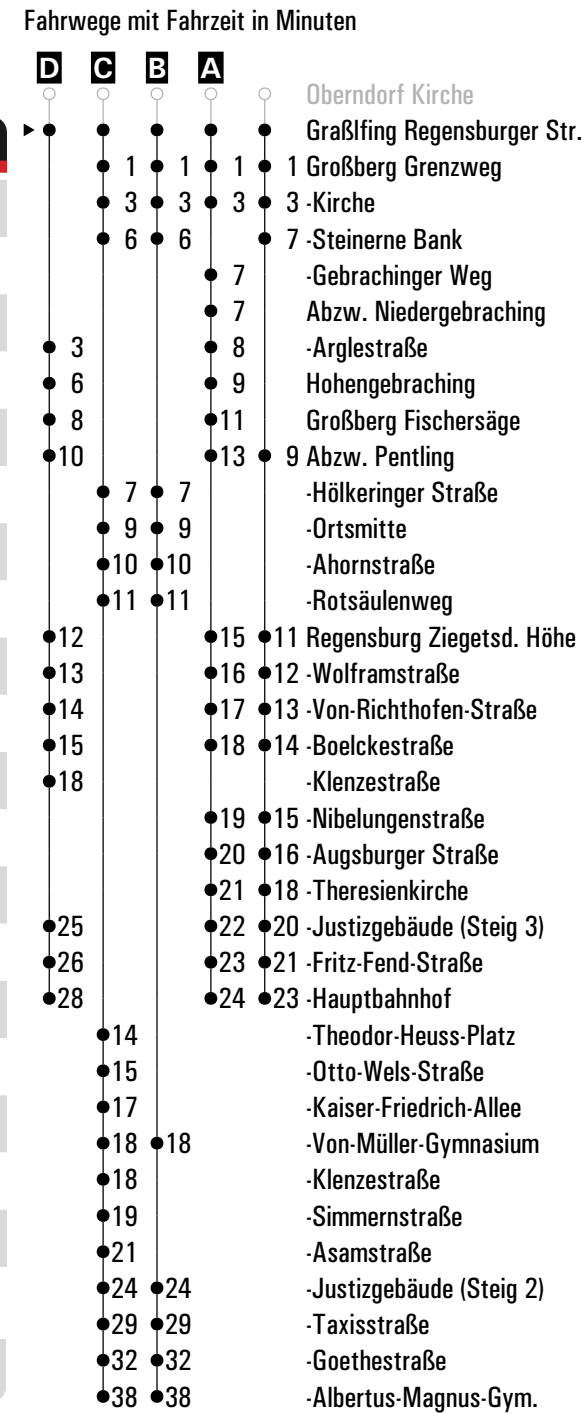 Fahrwege mit Fahrzeit in Minuten
D C B A
Oberndorf Kirche
Graßlfing Regensburger Str.
1 1 1 1 Großberg Grenzweg
3 3 3 3 -Kirche
6 6 7 -Steinerne Bank
7 -Gebrachinger Weg
7 Abzw. Niedergebraching
3 8 -Arglestraße
6 9 Hohengebraching
8 11 Großberg Fischersäge
10 13 9 Abzw. Pentling
7 7 -Hölkeringer Straße
9 9 -Ortsmitte
10 10 -Ahornstraße
11 11 -Rotsäulenweg
12 15 11 Regensburg Ziegetsd. Höhe
13 16 12 -Wolframstraße
14 17 13 -Von-Richthofen-Straße
15 18 14 -Boelckestraße
18 -Klenzestraße
19 15 -Nibelungenstraße
20 16 -Augsburger Straße
21 18 -Theresienkirche
25 22 20 -Justizgebäude (Steig 3)
26 23 21 -Fritz-Fend-Straße
28 24 23 -Hauptbahnhof
14 -Theodor-Heuss-Platz
15 -Otto-Wels-Straße
17 -Kaiser-Friedrich-Allee
18 18 -Von-Müller-Gymnasium
18 -Klenzestraße
19 -Simmernstraße
21 -Asamstraße
24 24 -Justizgebäude (Steig 2)
29 29 -Taxisstraße
32 32 -Goethestraße
38 38 -Albertus-Magnus-Gym.